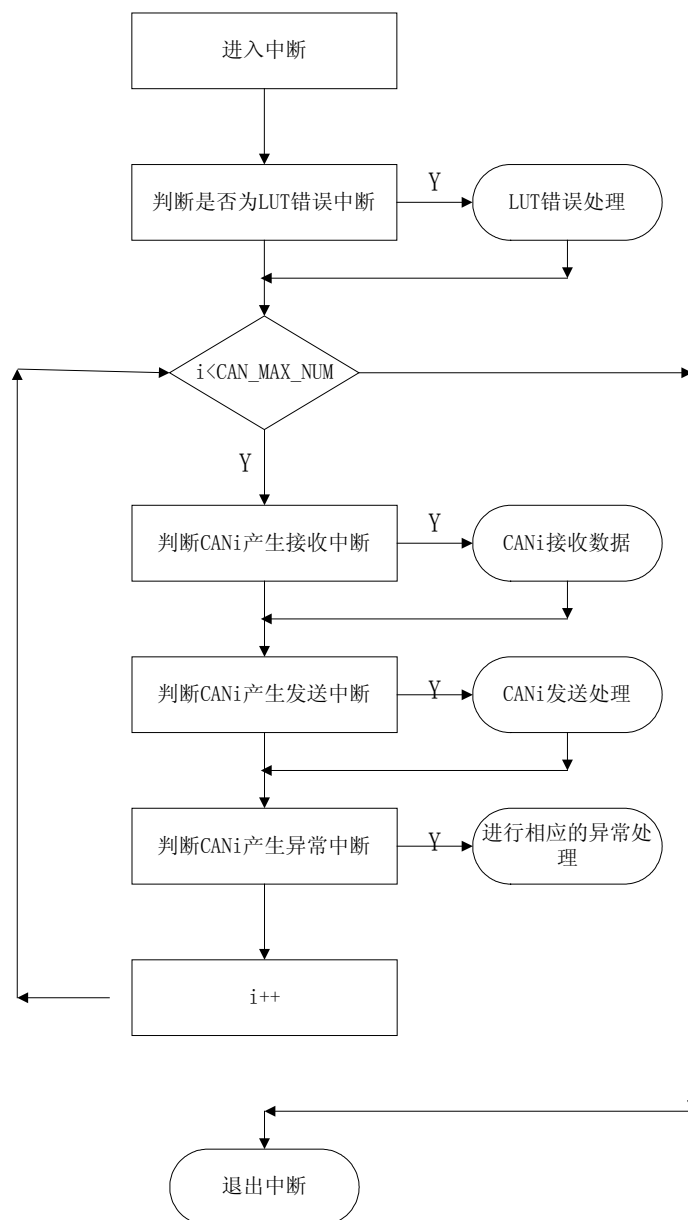 进入中断
判断是否为LUT错误中断
Y
LUT错误处理
i<CAN_MAX_NUM
Y
判断CANi产生接收中断
Y
CANi接收数据
判断CANi产生发送中断
Y
CANi发送处理
判断CANi产生异常中断
Y
进行相应的异常处
理
i++
退出中断